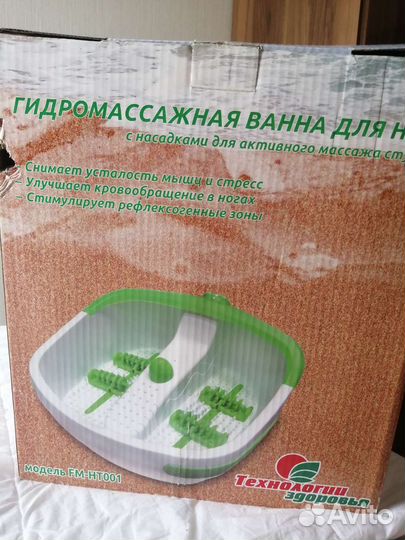 ГИДРОМАССАЖНАЯ ВАННА ДЛЯ Н
с насадками для активного массажа ст
- Снимает усталость мышц и стресс
- Улучшает кровообращение в ногах
- Стимулирует рефлексогенные зоны
модель FM-HT001
Технологии
здоровья
Avito